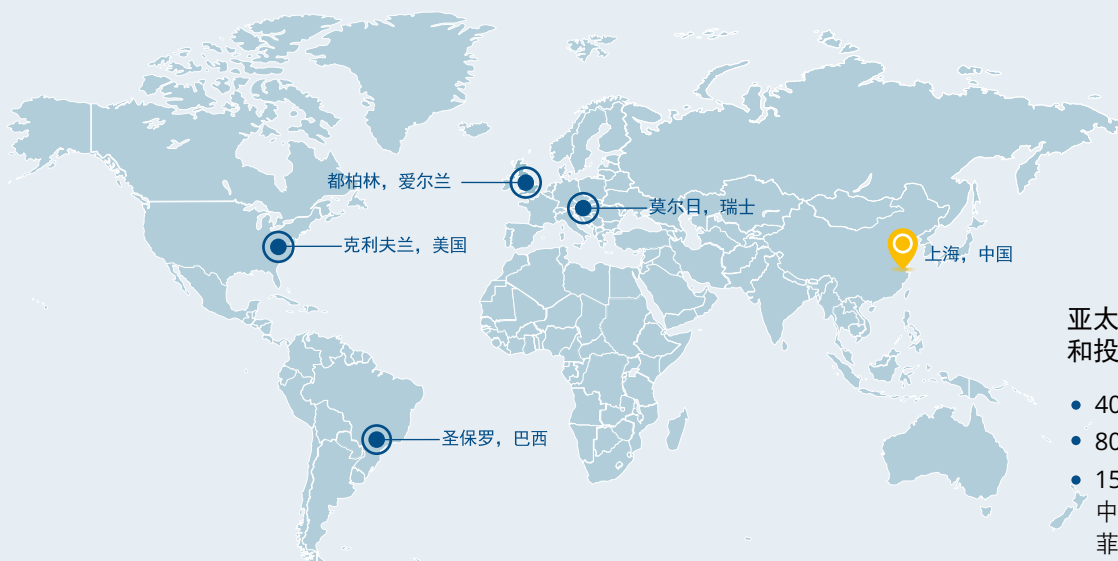 都柏林，爱尔兰
莫尔日，瑞士
克利夫兰，美国
上海，中国
圣保罗，巴西
亚太
和投
• 40
• 80
• 15
中
菲